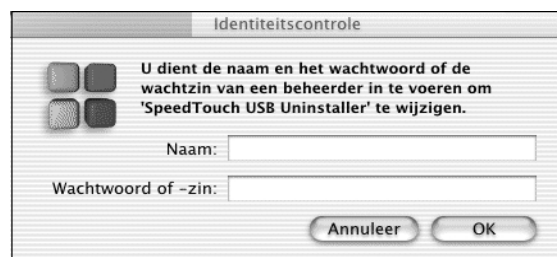 Identiteitscontrole
U dient de naam en het wachtwoord of de
wachtzin van een beheerder in te voeren om
'SpeedTouch USB Uninstaller' te wijzigen.
Naam:
Wachtwoord of –zin:
Annuleer OK